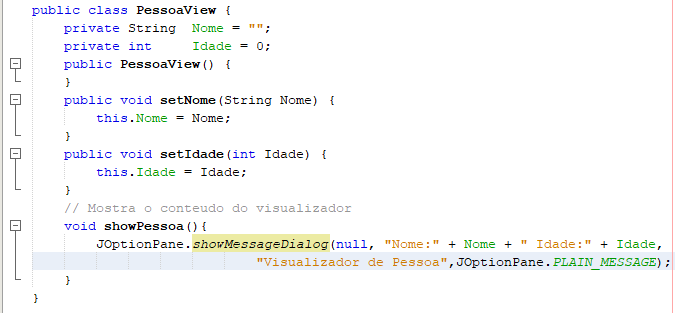 public class PessoaView {
    private String  Nome = "";
    private int     Idade = 0;
    public PessoaView() {
    }
    public void setNome(String Nome) {
        this.Nome = Nome;
    }
    public void setIdade(int Idade) {
        this.Idade = Idade;
    }
    // Mostra o conteudo do visualizador
    void showPessoa(){
        JOptionPane.showMessageDialog(null, "Nome:" + Nome + " Idade:" + Idade,
                             "Visualizador de Pessoa",JOptionPane.PLAIN_MESSAGE);
    }
}